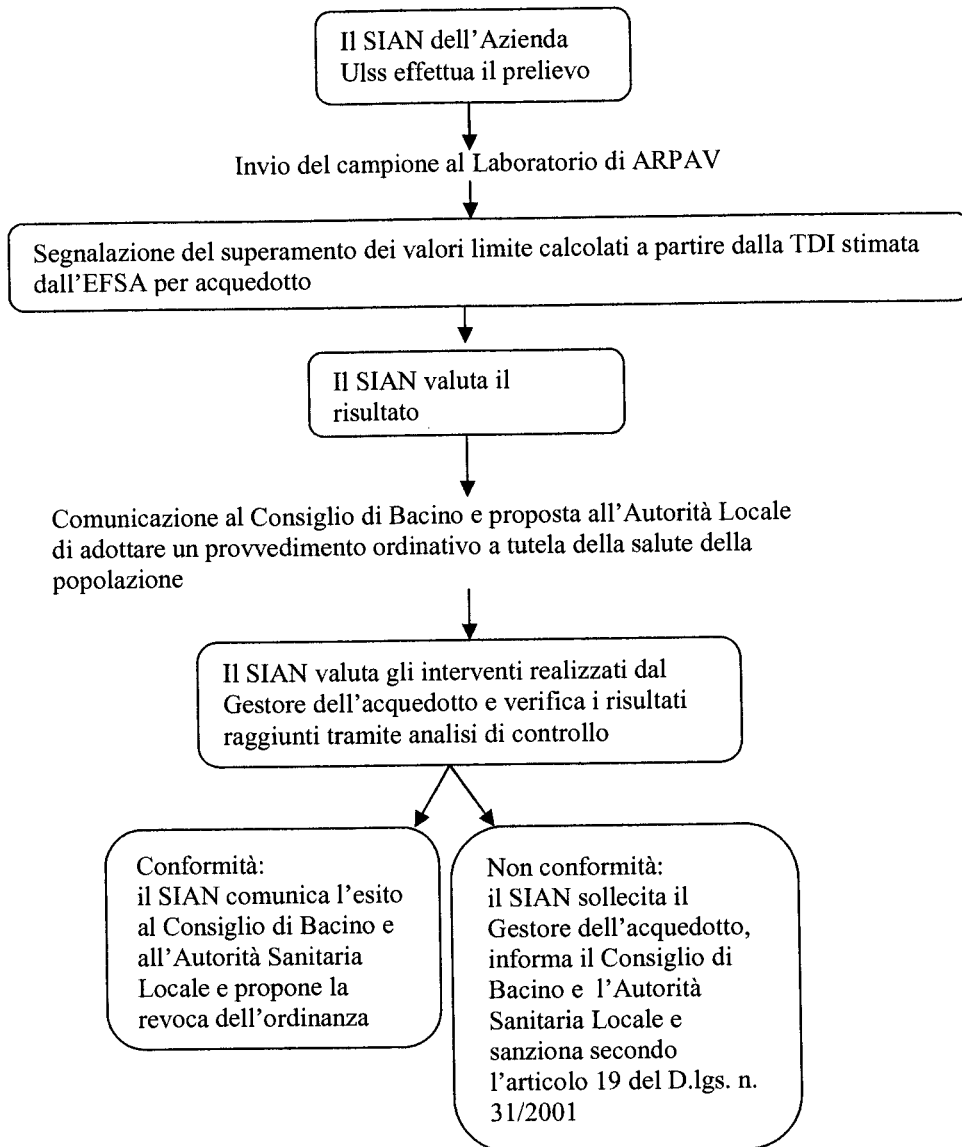 Il SIAN dell'Azienda
Ulss effettua il prelievo
Invio del campione al Laboratorio di ARPAV
Segnalazione del superamento dei valori limite calcolati a partire dalla TDI stimata
dall'EFSA per acquedotto
Il SIAN valuta il
risultato
Comunicazione al Consiglio di Bacino e proposta all'Autorità Locale
di adottare un provvedimento ordinativo a tutela della salute della
popolazione
Il SIAN valuta gli interventi realizzati dal
Gestore dell'acquedotto e verifica i risultati
raggiunti tramite analisi di controllo
Conformità:
il SIAN comunica l'esito
al Consiglio di Bacino e
all'Autorità Sanitaria
Locale e propone la
revoca dell'ordinanza
Non conformità:
il SIAN sollecita il
Gestore dell'acquedotto,
informa il Consiglio di
Bacino e l'Autorità
Sanitaria Locale e
sanziona secondo
l'articolo 19 del D.lgs. n.
31/2001